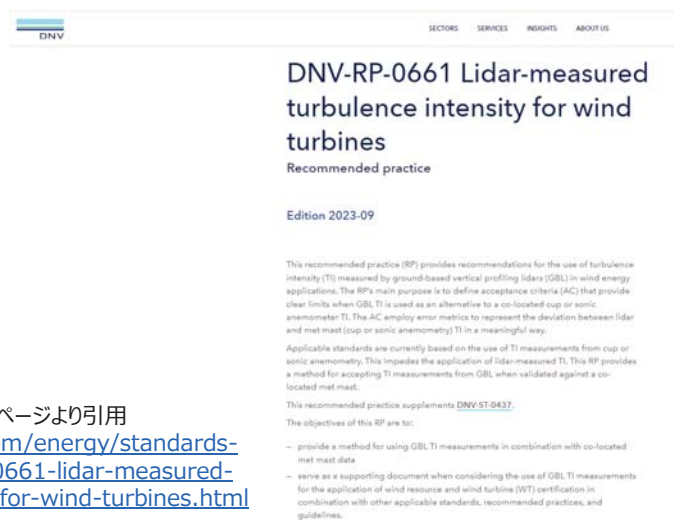 DNV
SECTORS SERVICES INSIGHTS ABOUT US
DNV-RP-0661 Lidar-measured
turbulence intensity for wind
turbines
Recommended practice
Edition 2023-09
This recommended practice (RP) provides recommendations for the use of turbulence
intensity (TI) measured by ground-based vertical profiling lidars (GBL) in wind energy
applications. The RP's main purpose is to define acceptance criteria (AC) that provide
clear limits when GBL TI is used as an alternative to a co-located cup or sonic
anemometer TI. The AC employ error metrics to represent the deviation between lidar
and met mast (cup or sonic anemometry) TI in a meaningful way.
Applicable standards are currently based on the use of TI measurements from cup or
sonic anemometry. This impedes the application of lidar-measured TI. This RP provides
a method for accepting TI measurements from GBL when validated against a co-
located met mast.
This recommended practice supplements DNV-ST-0437.
The objectives of this RP are to:
– provide a method for using GBL TI measurements in combination with co-located
met mast data
– serve as a supporting document when considering the use of GBL TI measurements
for the application of wind resource and wind turbine (WT) certification in
combination with other applicable standards, recommended practices, and
guidelines.
ページより引用
m/energy/standards-
0661-lidar-measured-
for-wind-turbines.html